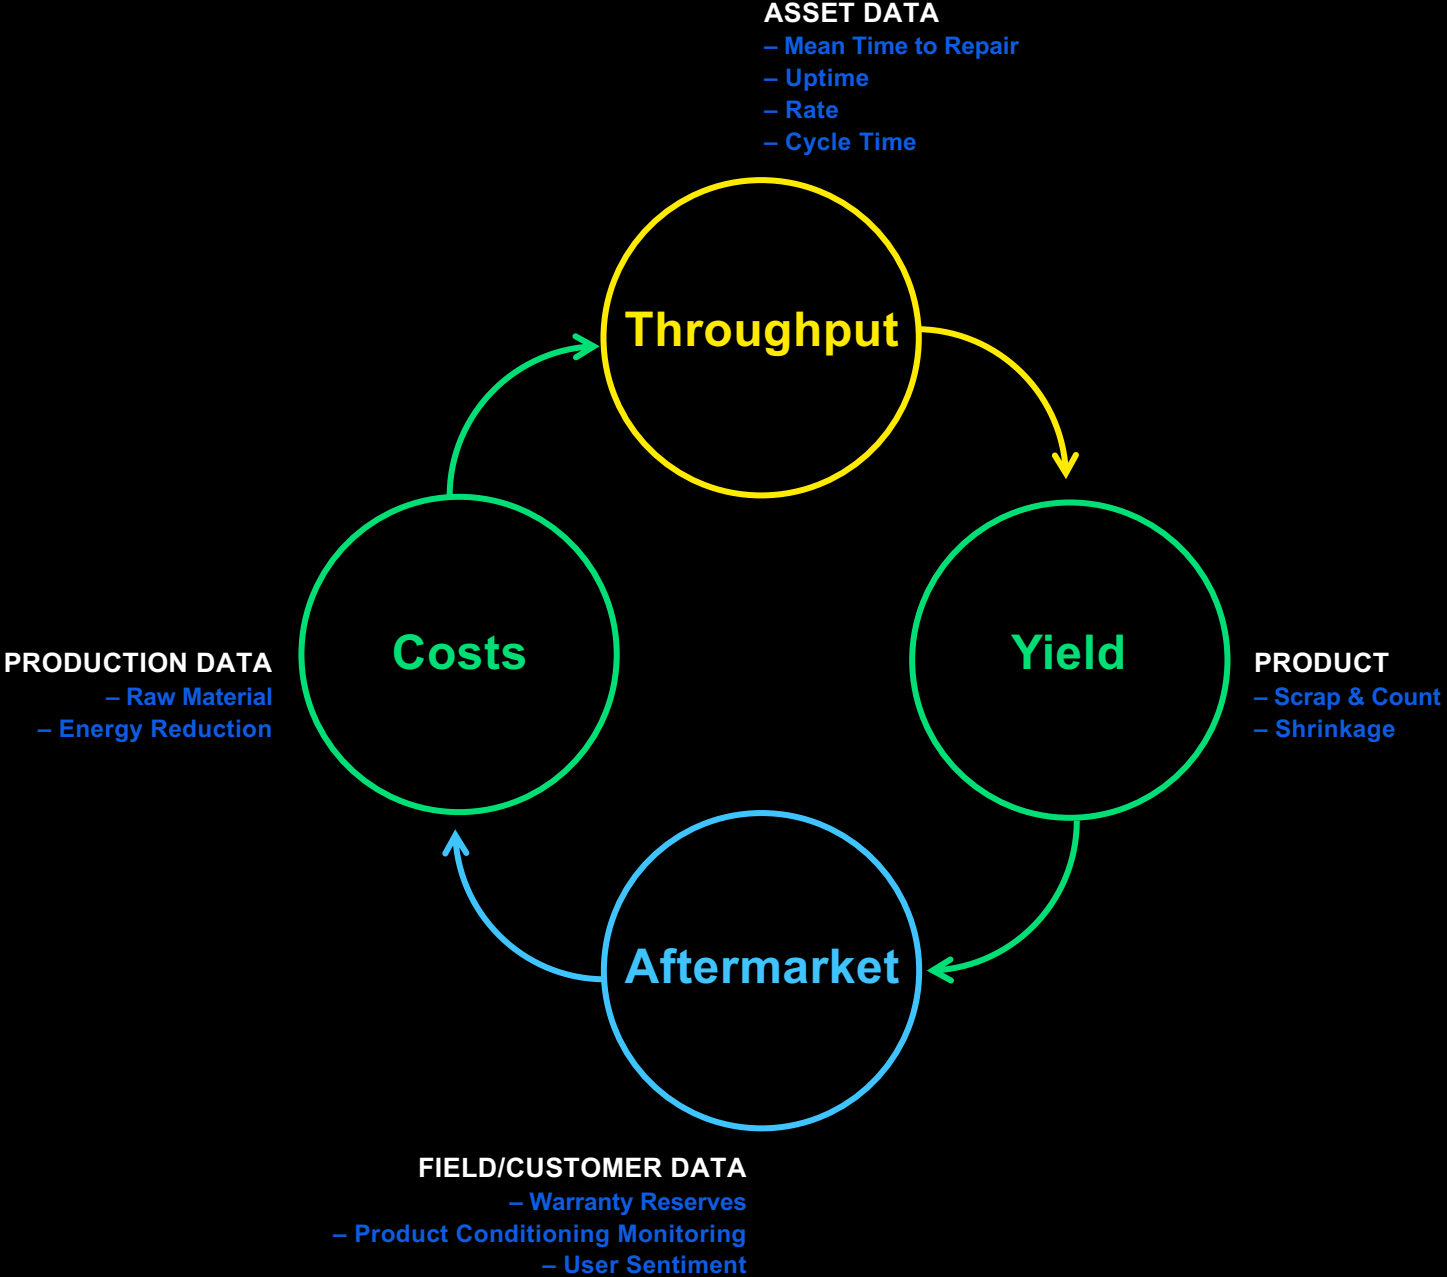 ASSET DATA
– Mean Time to Repair
– Uptime
– Rate
– Cycle Time
Throughput
Costs
Yield
PRODUCTION DATA
– Raw Material
– Energy Reduction
PRODUCT
– Scrap & Count
– Shrinkage
Aftermarket
FIELD/CUSTOMER DATA
– Warranty Reserves
– Product Conditioning Monitoring
– User Sentiment